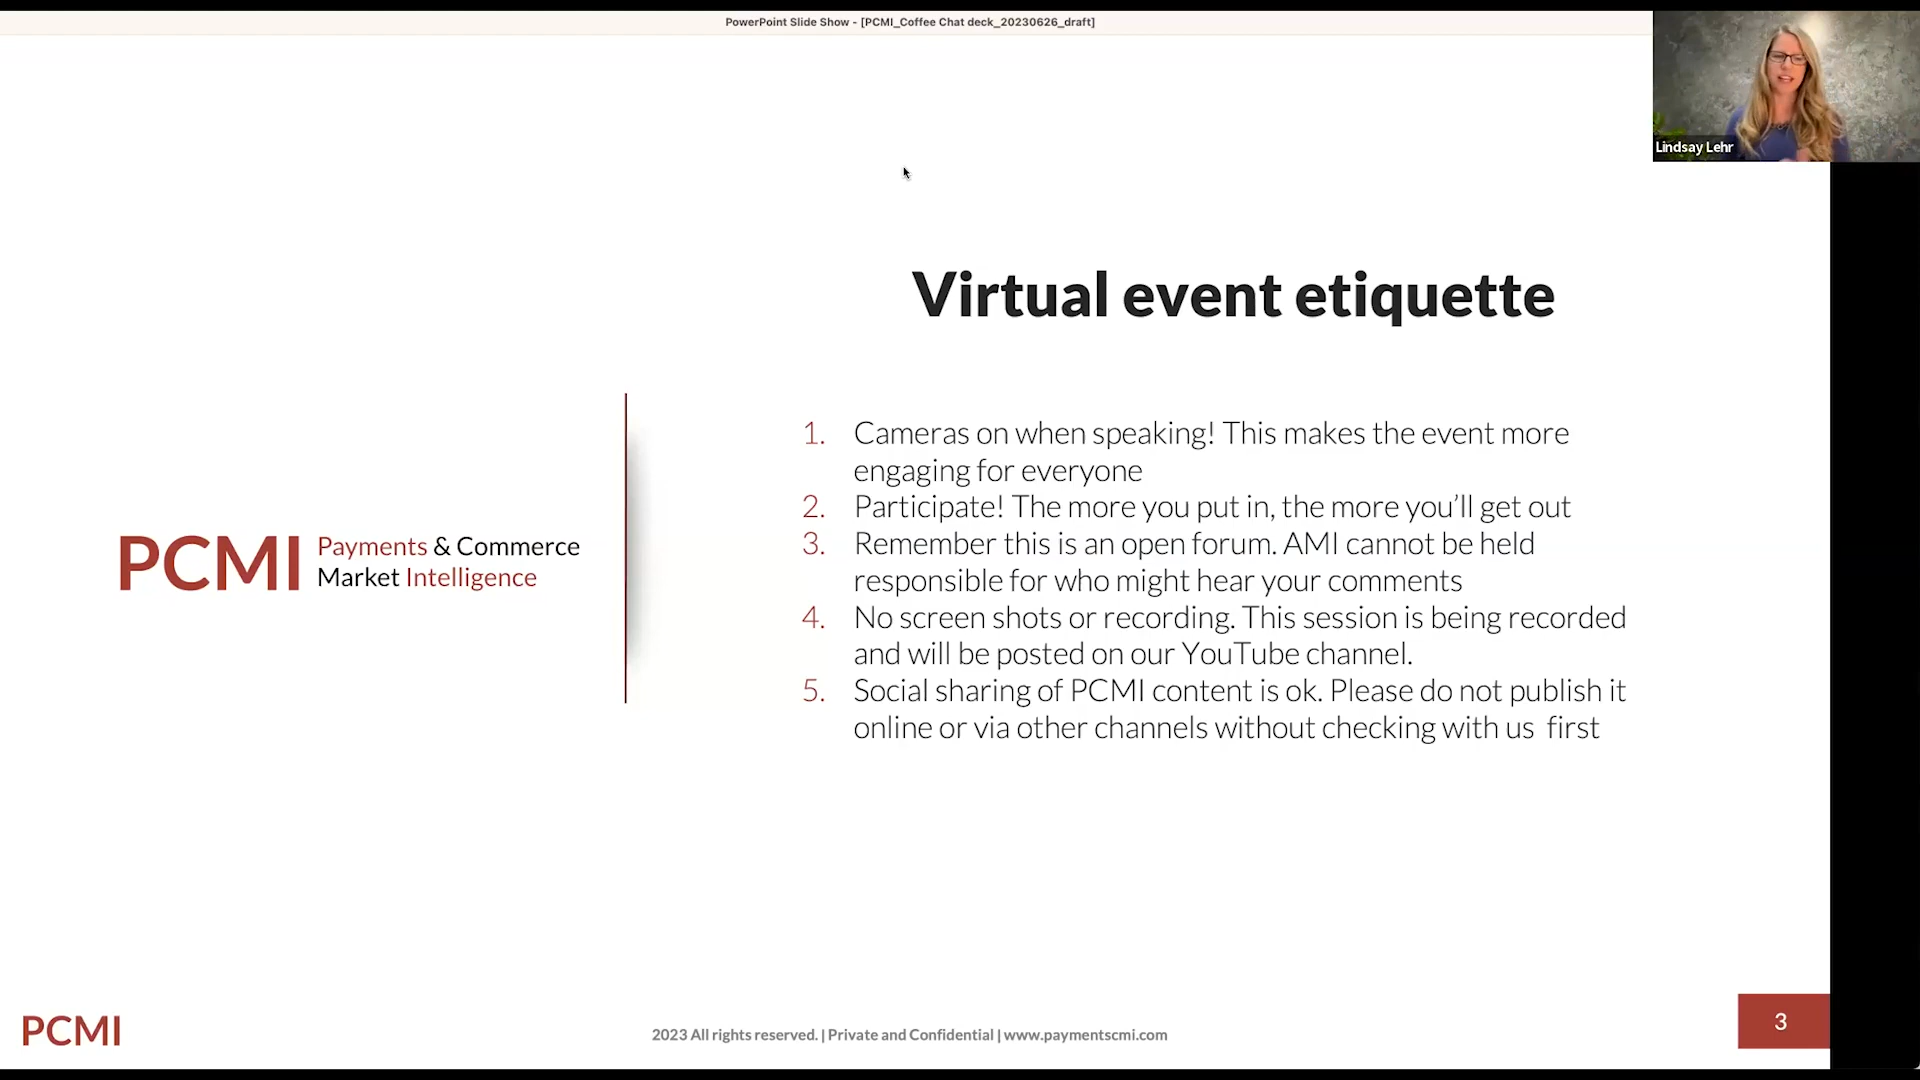 PowerPoint Slide Show - [PCMI_Coffee Chat deck_20230626_draft]
Lindsay Lehr
Virtual event etiquette
1. Cameras on when speaking! This makes the event more
engaging for everyone
2. Participate! The more you put in, the more you’ll get out
3. Remember this is an open forum. AMI cannot be held
responsible for who might hear your comments
4. No screen shots or recording. This session is being recorded
and will be posted on our YouTube channel.
5. Social sharing of PCMI content is ok. Please do not publish it
online or via other channels without checking with us first
PCMI
Payments & Commerce
Market Intelligence
PCMI
2023 All rights reserved. | Private and Confidential | www.paymentscmi.com
3